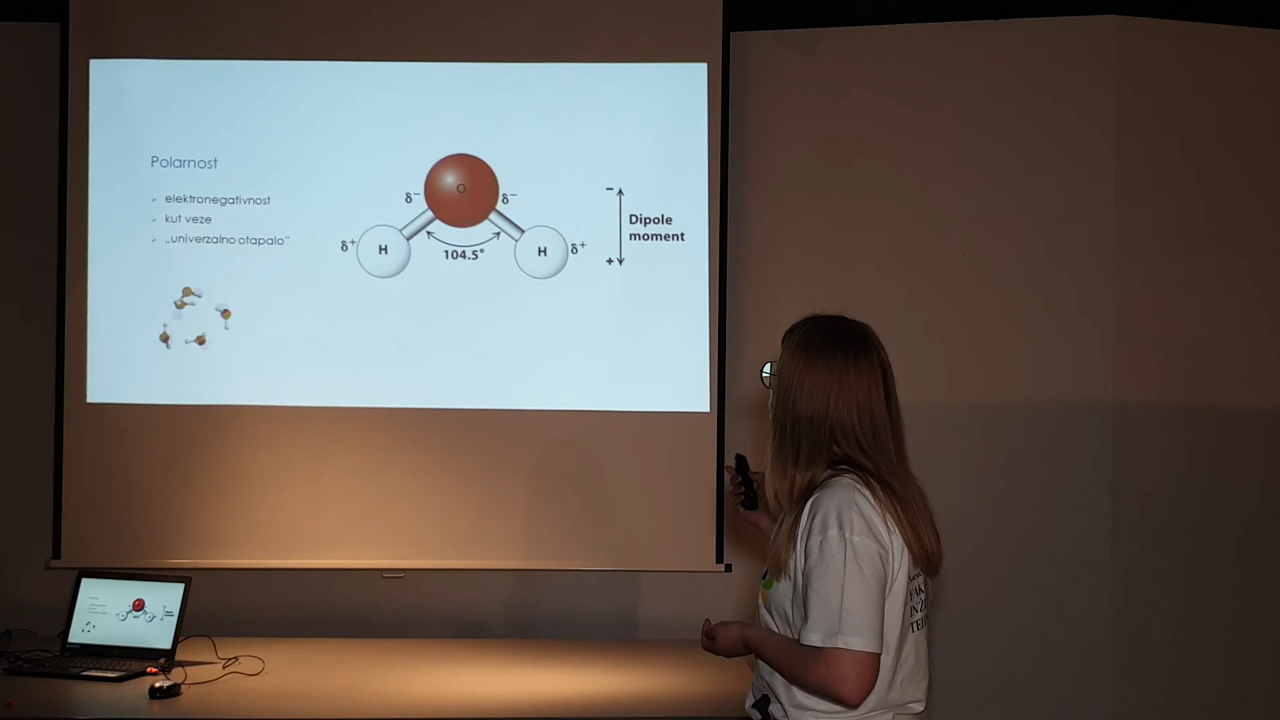 Polarnost
elektronegativnost
kut veze
„univerzalno otapalo”
O
δ⁻ δ⁻
δ⁺ H H δ⁺
104.5°
−
Dipole
moment
+